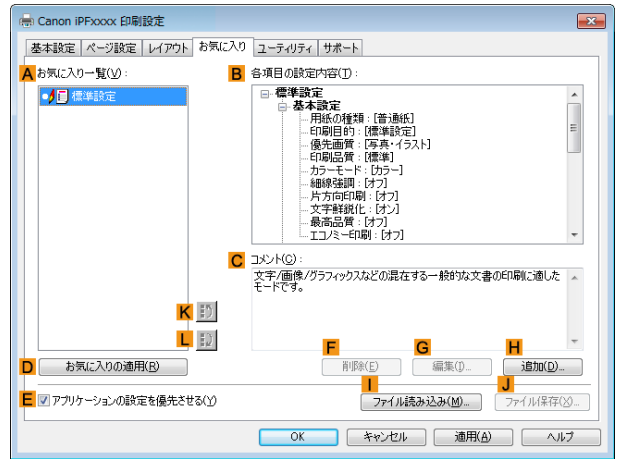 Canon iPFxxxx 印刷設定
基本設定 ページ設定 レイアウト お気に入り ユーティリティ サポート
A お気に入り一覧(V):
標準設定
B 各項目の設定内容(T):
標準設定
基本設定
用紙の種類 : [普通紙]
印刷目的 : [標準設定]
優先画質 : [写真・イラスト]
印刷品質 : [標準]
カラーモード : [カラー]
細線強調 : [オフ]
片方向印刷 : [オフ]
文字鮮鋭化 : [オン]
最高品質 : [オフ]
エコノミー印刷 : [オフ]
C コメント(C):
文字/画像/グラフィックスなどの混在する一般的な文書の印刷に適した
モードです。
K
L
D お気に入りの適用(R)
F 削除(E)
G 編集(I)...
H 追加(D)...
E アプリケーションの設定を優先させる(Y)
I ファイル読み込み(M)...
J ファイル保存(X)...
OK キャンセル 適用(A) ヘルプ